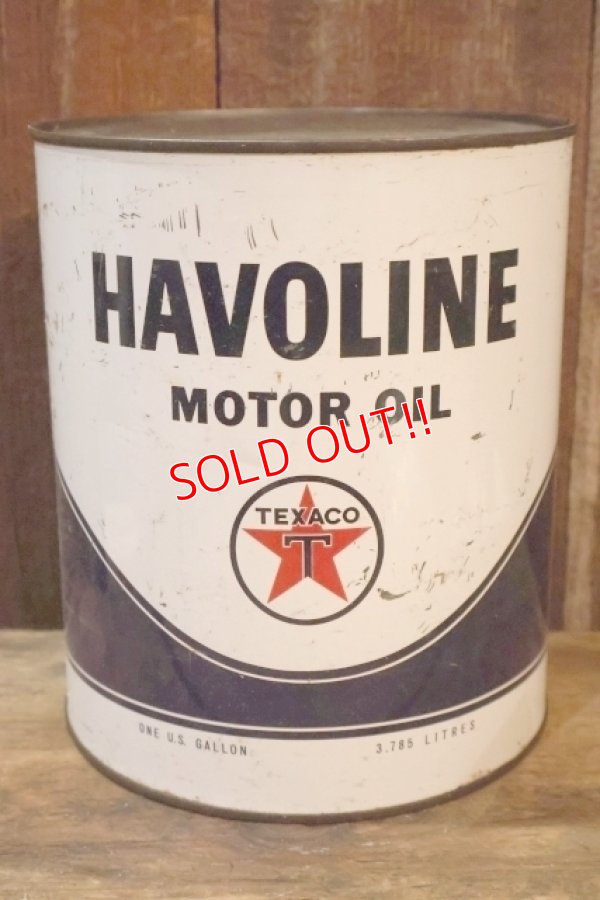 HAVOLINE
MOTOR OIL
SOLD OUT!!
TEXACO
T
ONE U.S. GALLON
3.785 LITRES